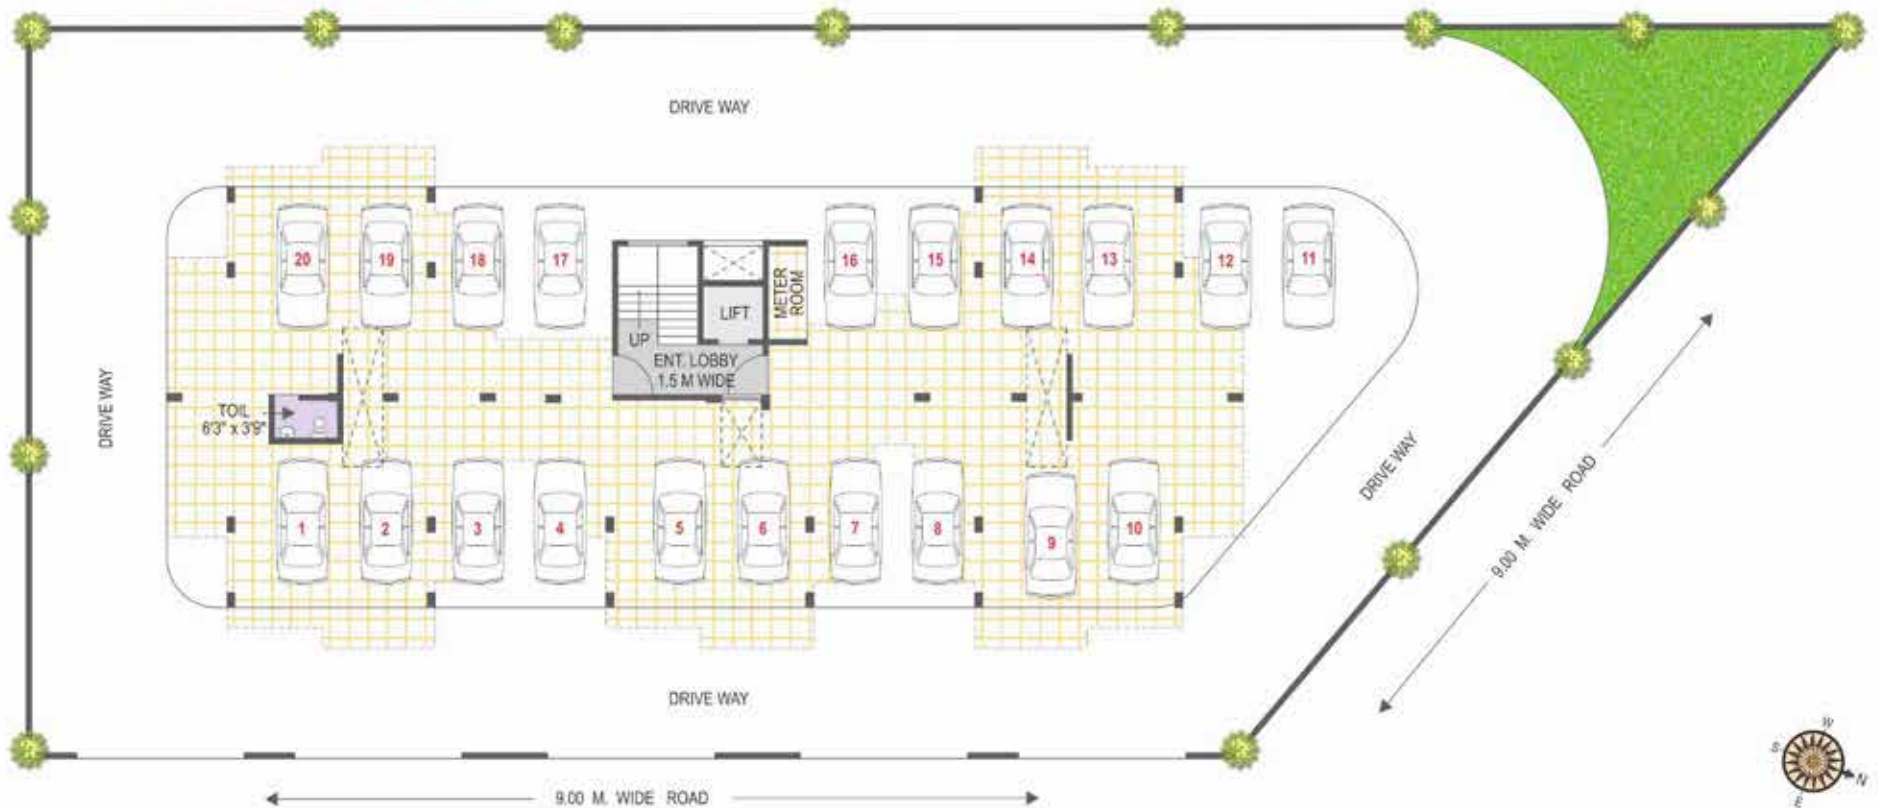 DRIVE WAY
20
19
18
17
16
15
14
13
12
11
METER
ROOM
LIFT
UP
ENT. LOBBY
1.5 M WIDE
DRIVE WAY
TOIL
6'3" x 3'9"
1
2
3
4
5
6
7
8
9
10
DRIVE WAY
9.00 M. WIDE ROAD
DRIVE WAY
9.00 M. WIDE ROAD
W
S
N
E